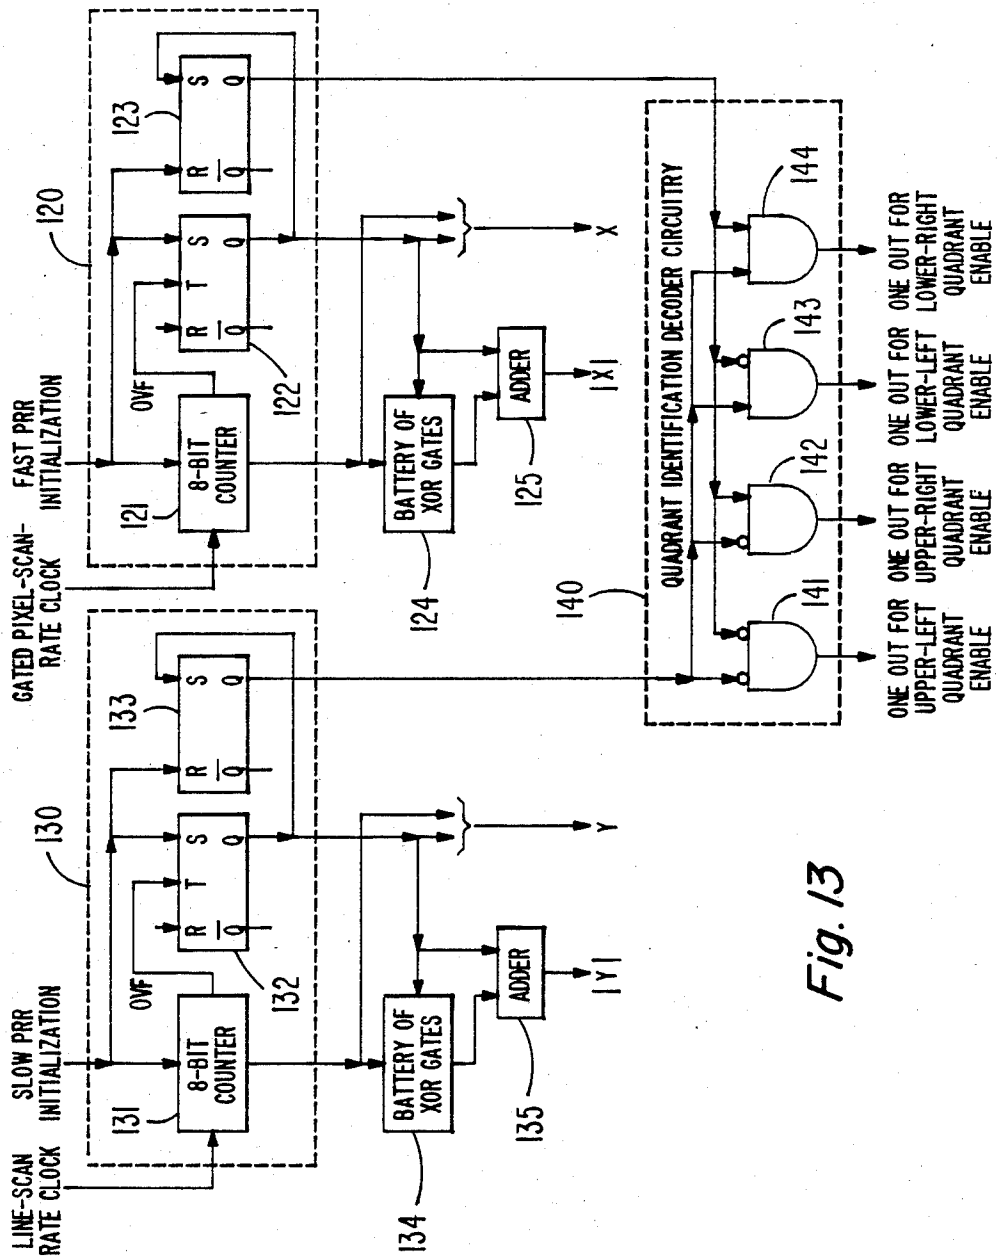 LINE-SCAN
RATE CLOCK
SLOW PRR
INITIALIZATION
130
131
8-BIT
COUNTER
OVF
R
T
S
Q
Q
132
133
R
S
Q
Q
134
BATTERY OF
XOR GATES
135
ADDER
|Y|
Y
GATED PIXEL-SCAN-
RATE CLOCK
FAST PRR
INITIALIZATION
120
121
8-BIT
COUNTER
OVF
R
T
S
Q
Q
122
123
R
S
Q
Q
124
BATTERY OF
XOR GATES
125
ADDER
|X|
X
140
QUADRANT IDENTIFICATION DECODER CIRCUITRY
141
142
143
144
ONE OUT FOR
UPPER-LEFT
QUADRANT
ENABLE
ONE OUT FOR
UPPER-RIGHT
QUADRANT
ENABLE
ONE OUT FOR
LOWER-LEFT
QUADRANT
ENABLE
ONE OUT FOR
LOWER-RIGHT
QUADRANT
ENABLE
Fig. 13